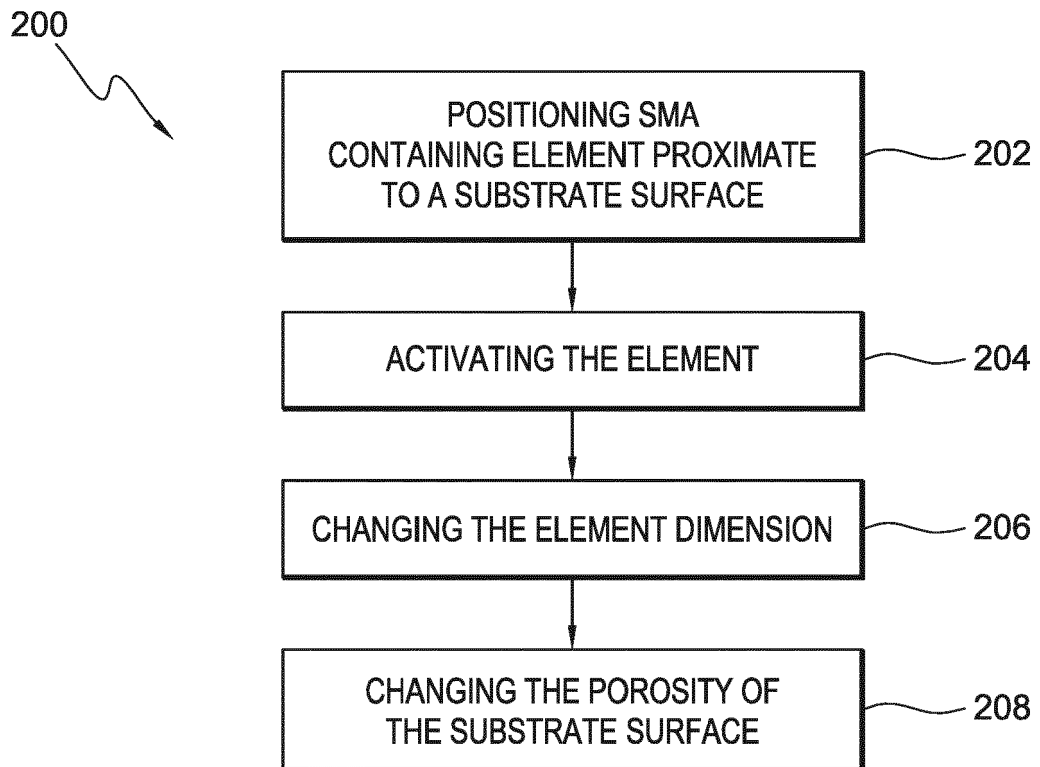 200
POSITIONING SMA
CONTAINING ELEMENT PROXIMATE
TO A SUBSTRATE SURFACE
202
ACTIVATING THE ELEMENT
204
CHANGING THE ELEMENT DIMENSION
206
CHANGING THE POROSITY OF
THE SUBSTRATE SURFACE
208